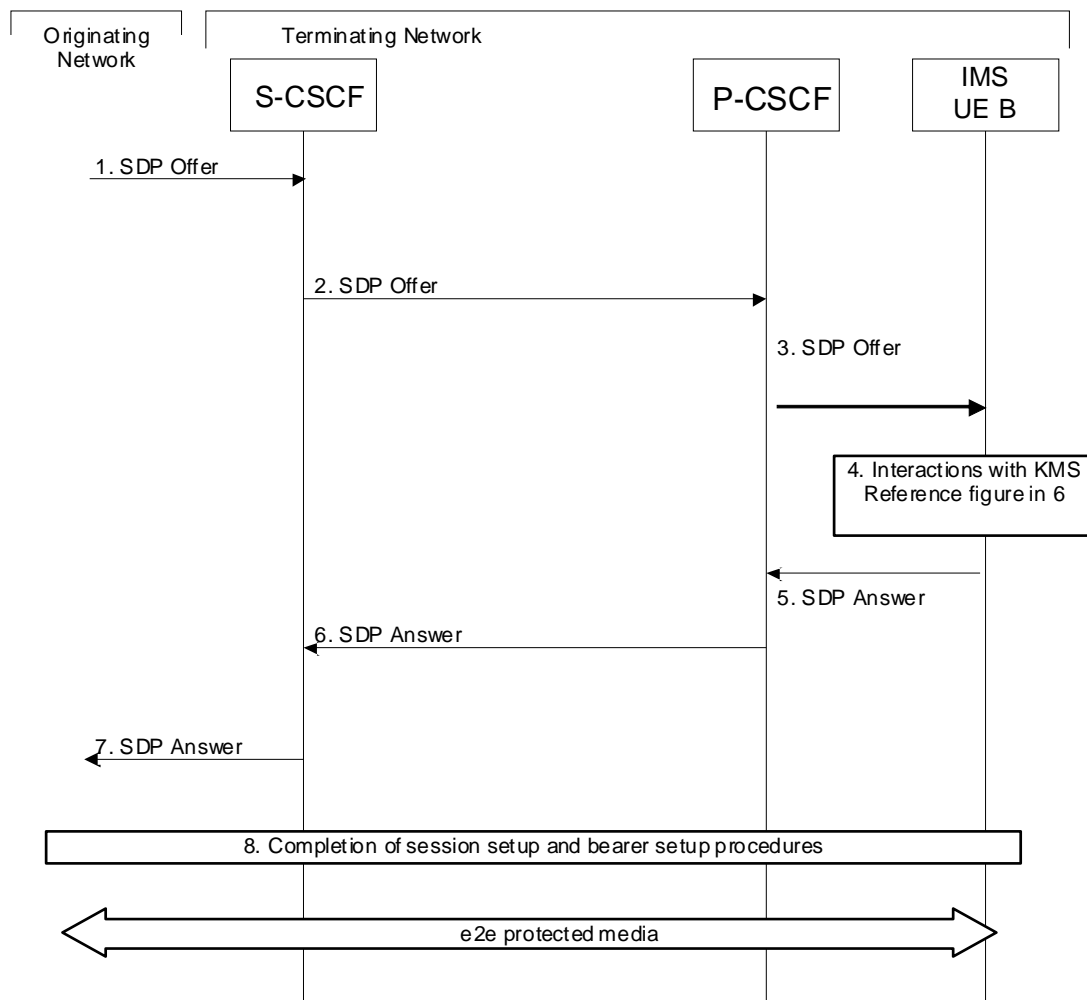 Originating
Network
Terminating Network
S-CSCF
P-CSCF
IMS
UE B
1. SDP Offer
2. SDP Offer
3. SDP Offer
4. Interactions with KMS
Reference figure in 6
5. SDP Answer
6. SDP Answer
7. SDP Answer
8. Completion of session setup and bearer setup procedures
e2e protected media